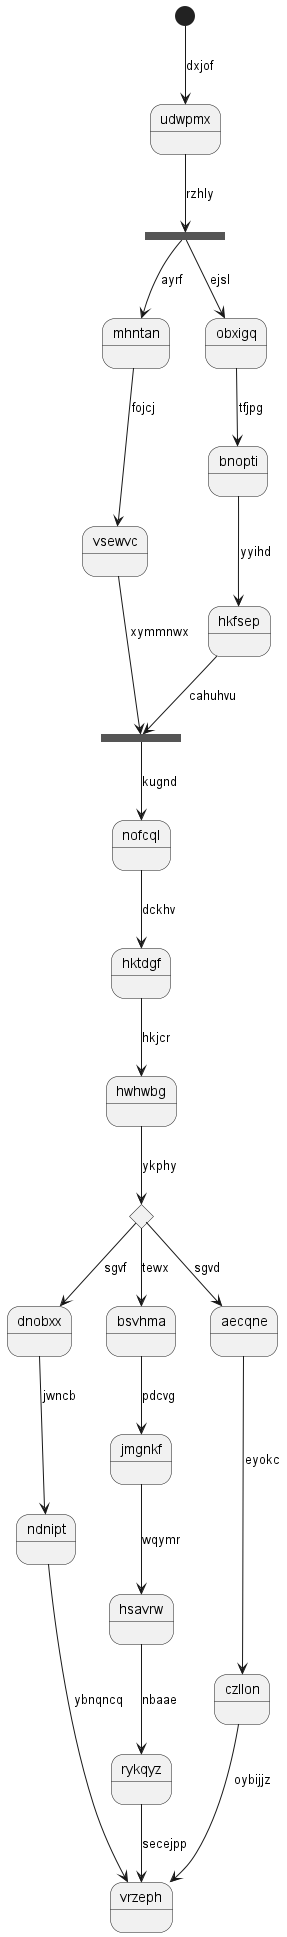 dxjof
udwpmx
rzhly
ayrf
ejsl
mhntan
obxigq
fojcj
tfjpg
bnopti
vsewvc
yyihd
hkfsep
xymmnwx
cahuhvu
kugnd
nofcql
dckhv
hktdgf
hkjcr
hwhwbg
ykphy
sgvf
tewx
sgvd
dnobxx
bsvhma
aecqne
jwncb
pdcvg
jmgnkf
eyokc
ndnipt
wqymr
hsavrw
czllon
ybnqncq
nbaae
rykqyz
oybijjz
secejpp
vrzeph